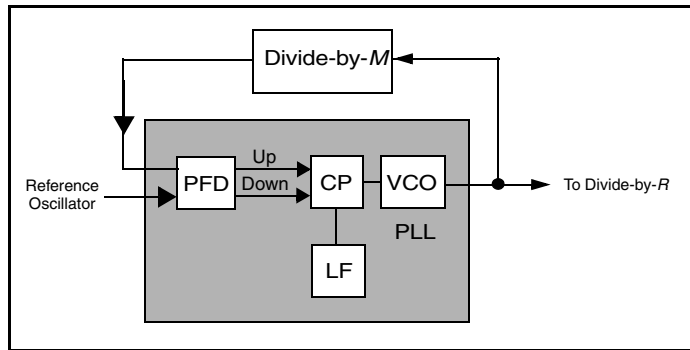 Divide-by-M
Up
Down
Reference
Oscillator
PFD
CP
VCO
To Divide-by-R
PLL
LF